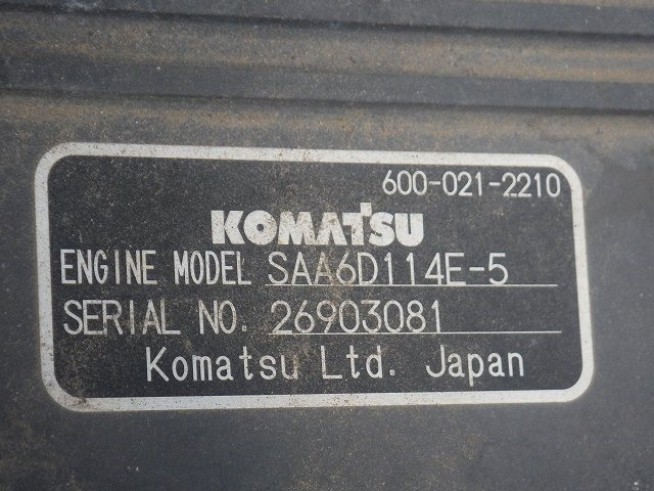 600-021-2210
KOMATSU
ENGINE MODEL SAA6D114E-5
SERIAL NO. 26903081
Komatsu Ltd. Japan